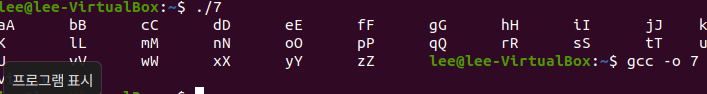 lee@lee-VirtualBox:~$ ./7
aA bB cC dD eE fF gG hH iI jJ k
K lL mM nN oO pP qQ rR sS tT u
U vV wW xX yY zZ lee@lee-VirtualBox:~$ gcc -o 7
프로그램 표시